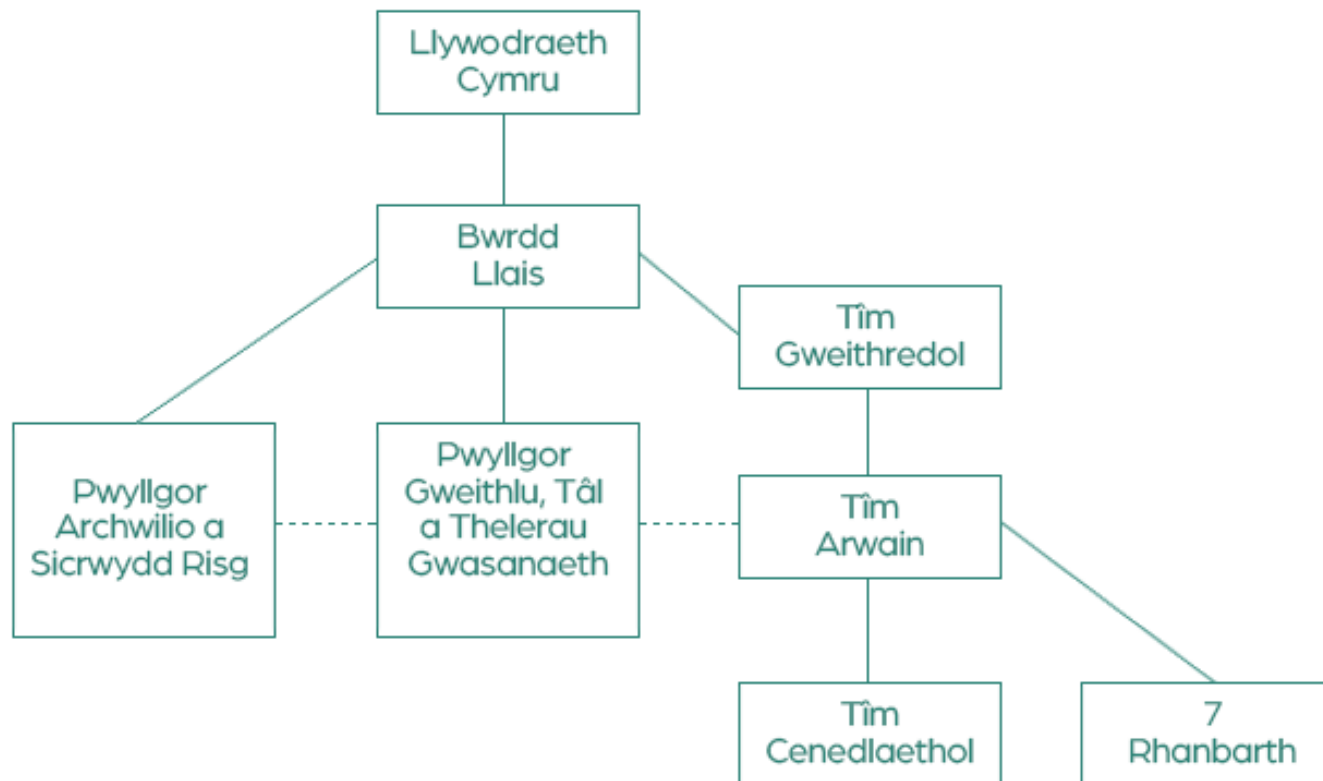 Llywodraeth
Cymru
Bwrdd
Llais
Tîm
Gweithredol
Pwyllgor
Archwilio a
Sicrwydd Risg
Pwyllgor
Gweithlu, Tâl
a Thelerau
Gwasanaeth
Tîm
Arwain
Tîm
Cenedlaethol
7
Rhanbarth